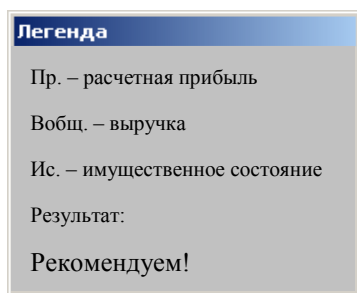 Легенда
Пр. – расчетная прибыль
Вобщ. – выручка
Ис. – имущественное состояние
Результат:
Рекомендуем!